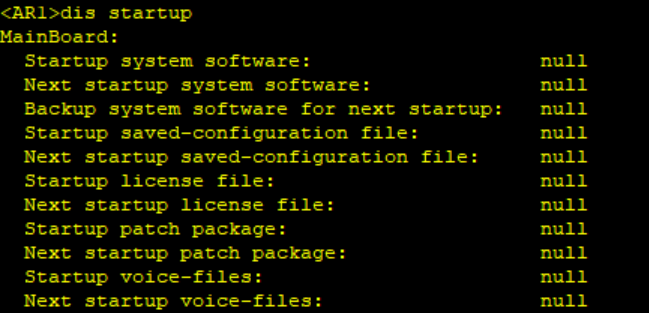 <AR1>dis startup
MainBoard:
Startup system software: null
Next startup system software: null
Backup system software for next startup: null
Startup saved-configuration file: null
Next startup saved-configuration file: null
Startup license file: null
Next startup license file: null
Startup patch package: null
Next startup patch package: null
Startup voice-files: null
Next startup voice-files: null